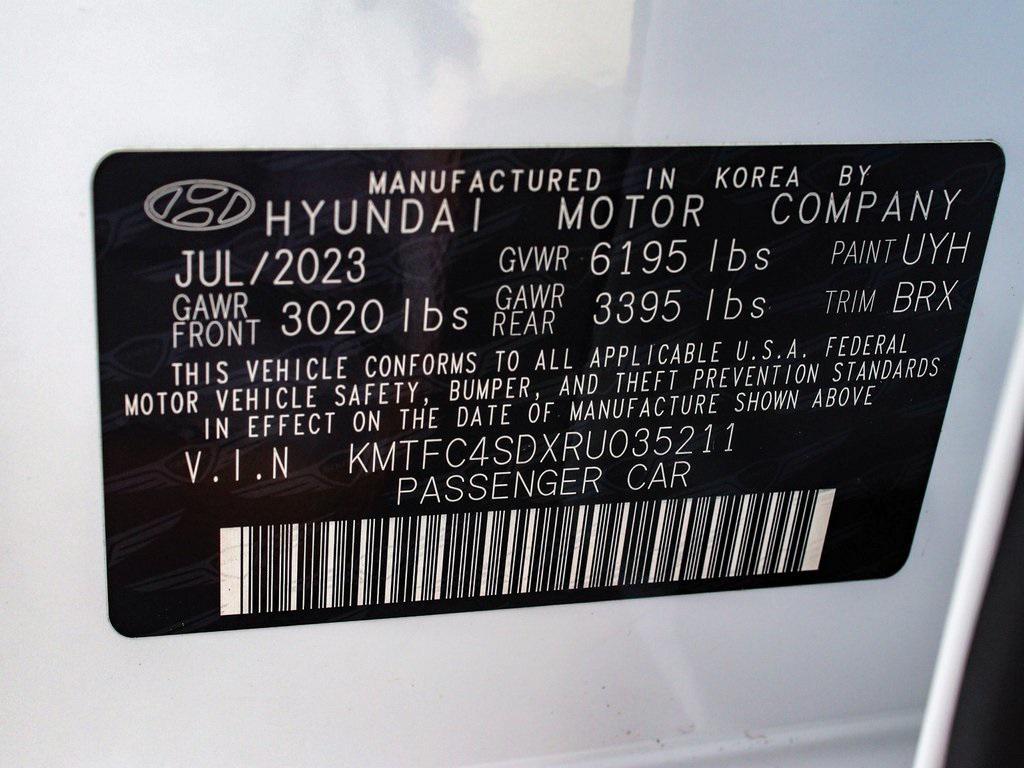 MANUFACTURED IN KOREA BY
HYUNDAI MOTOR COMPANY
JUL/2023 GVWR 6195 lbs PAINT UYH
GAWR FRONT 3020 lbs GAWR REAR 3395 lbs TRIM BRX
THIS VEHICLE CONFORMS TO ALL APPLICABLE U.S.A. FEDERAL
MOTOR VEHICLE SAFETY, BUMPER, AND THEFT PREVENTION STANDARDS
IN EFFECT ON THE DATE OF MANUFACTURE SHOWN ABOVE
V.I.N KMTFC4SDXRU035211
PASSENGER CAR